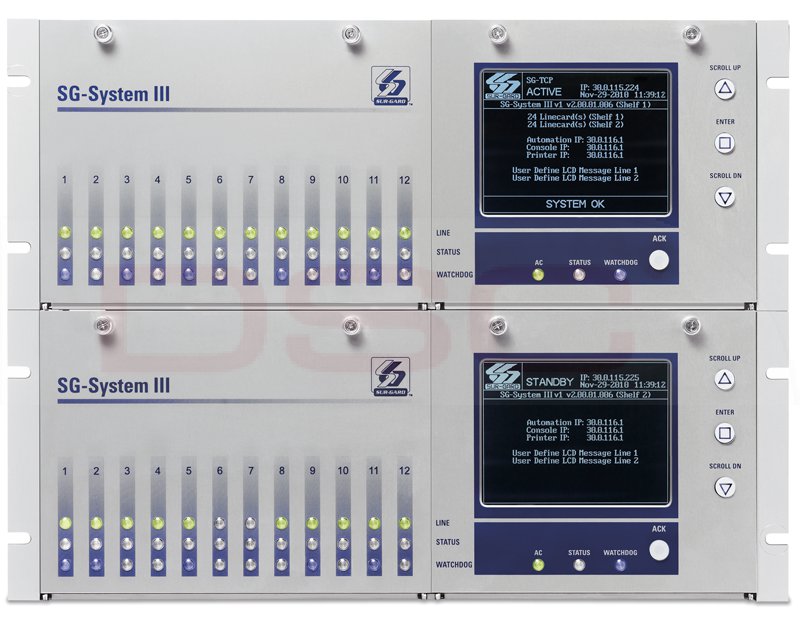 SG-System III
SUR-GARD
1 2 3 4 5 6 7 8 9 10 11 12
LINE
STATUS
WATCHDOG
SUR-GARD
SG-TCP
ACTIVE
IP: 30.0.115.224
Nov-29-2010 11:39:12
SG-System III v1 v2.00.01.006 (Shelf 1)
24 Linecard(s) (Shelf 1)
24 Linecard(s) (Shelf 2)
Automation IP: 30.0.116.1
Console IP: 30.0.116.1
Printer IP: 30.0.116.1
User Define LCD Message Line 1
User Define LCD Message Line 2
SYSTEM OK
AC STATUS WATCHDOG
ACK
SCROLL UP
ENTER
SCROLL DN
DSC
SG-System III
SUR-GARD
1 2 3 4 5 6 7 8 9 10 11 12
LINE
STATUS
WATCHDOG
SUR-GARD
STANDBY
IP: 30.0.115.225
Nov-29-2010 11:39:12
SG-System III v1 v2.00.01.006 (Shelf 2)
Automation IP: 30.0.116.1
Console IP: 30.0.116.1
Printer IP: 30.0.116.1
User Define LCD Message Line 1
User Define LCD Message Line 2
AC STATUS WATCHDOG
ACK
SCROLL UP
ENTER
SCROLL DN